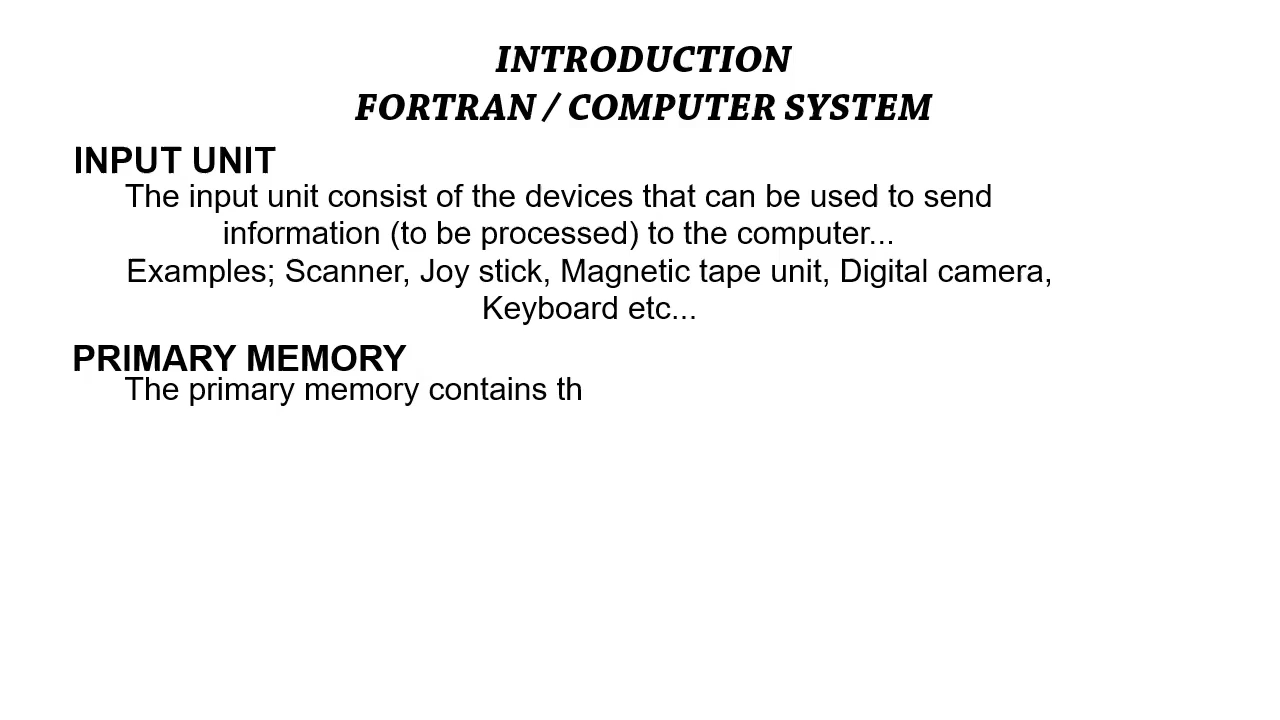 INTRODUCTION
FORTRAN / COMPUTER SYSTEM
INPUT UNIT
The input unit consist of the devices that can be used to send
information (to be processed) to the computer...
Examples; Scanner, Joy stick, Magnetic tape unit, Digital camera,
Keyboard etc...
PRIMARY MEMORY
The primary memory contains th